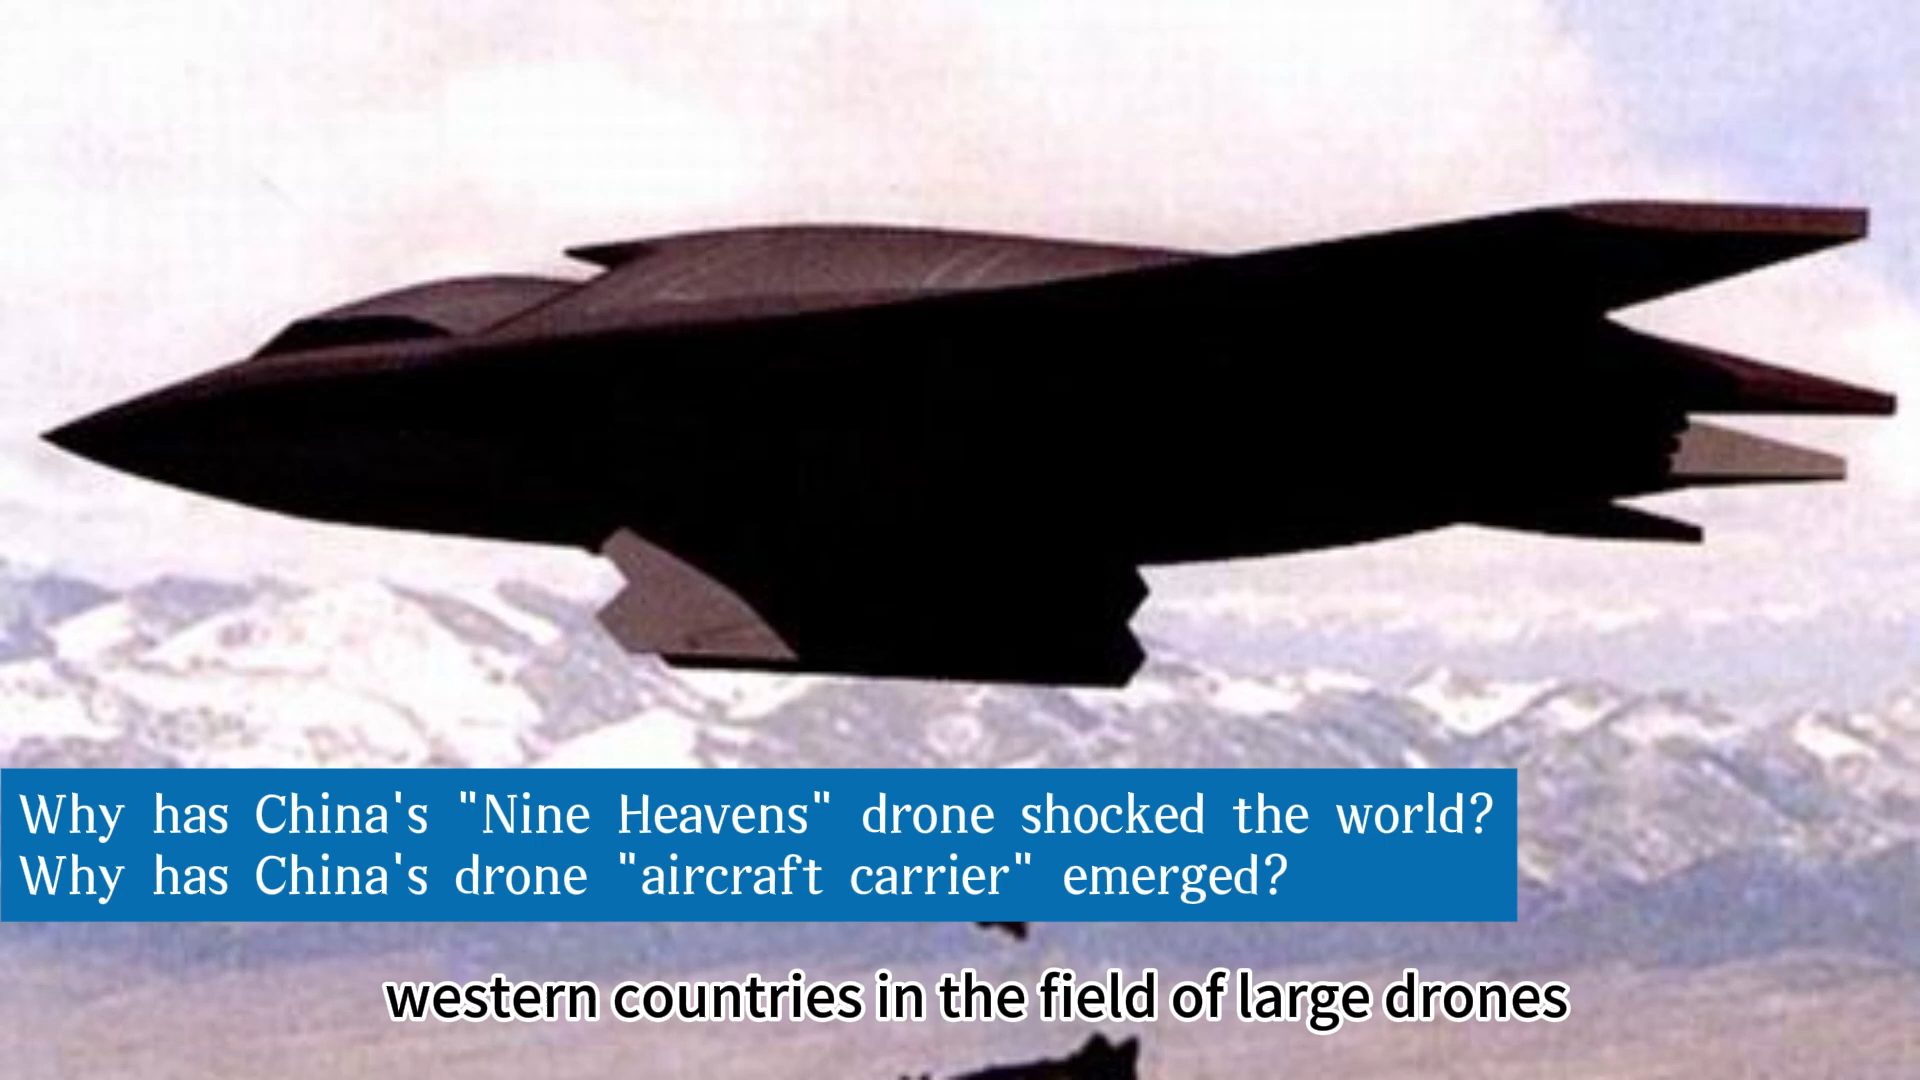 Why has China's "Nine Heavens" drone shocked the world?
Why has China's drone "aircraft carrier" emerged?
western countries in the field of large drones